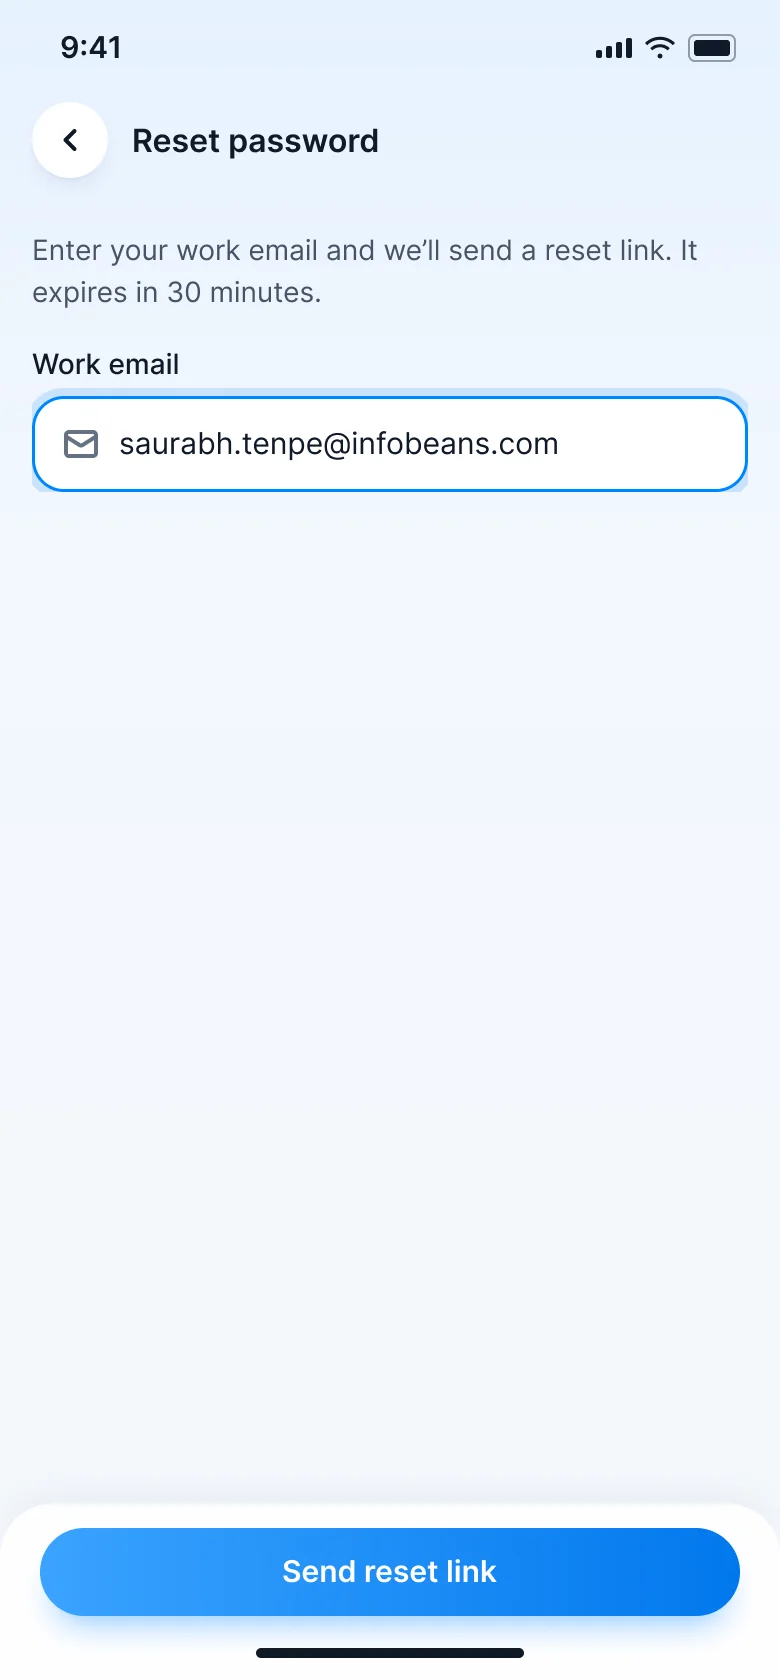 9:41
Reset password
Enter your work email and we’ll send a reset link. It
expires in 30 minutes.
Work email
saurabh.tenpe@infobeans.com
Send reset link